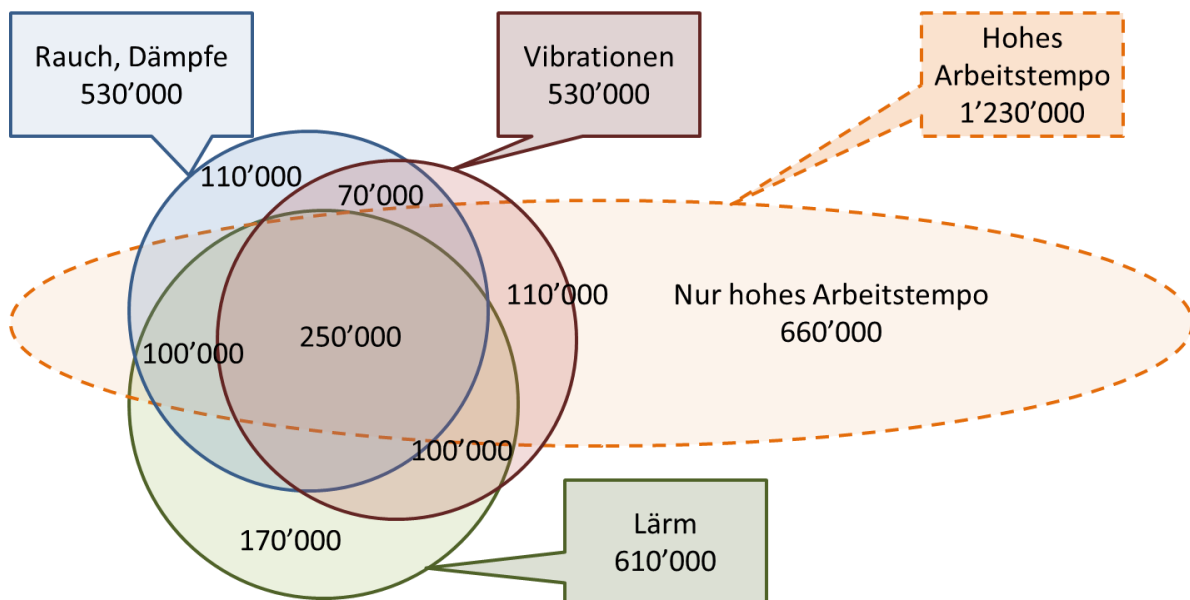 Rauch, Dämpfe
530’000
Vibrationen
530’000
Hohes
Arbeitstempo
1’230’000
110’000
70’000
110’000
Nur hohes Arbeitstempo
660’000
250’000
100’000
100’000
170’000
Lärm
610’000